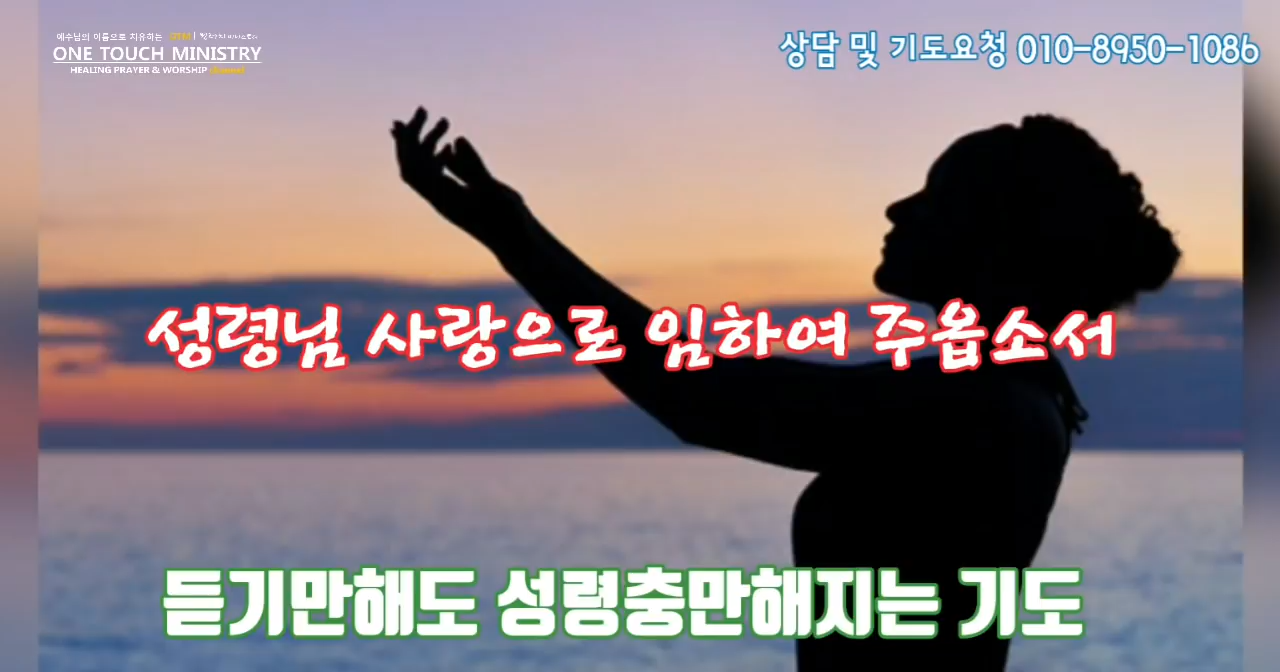 예수님의 이름으로 치유하는 OTM
ONE TOUCH MINISTRY
HEALING PRAYER & WORSHIP channel
상담 및 기도요청 010-8950-1086
성령님 사랑으로 임하여 주옵소서
듣기만해도 성령충만해지는 기도